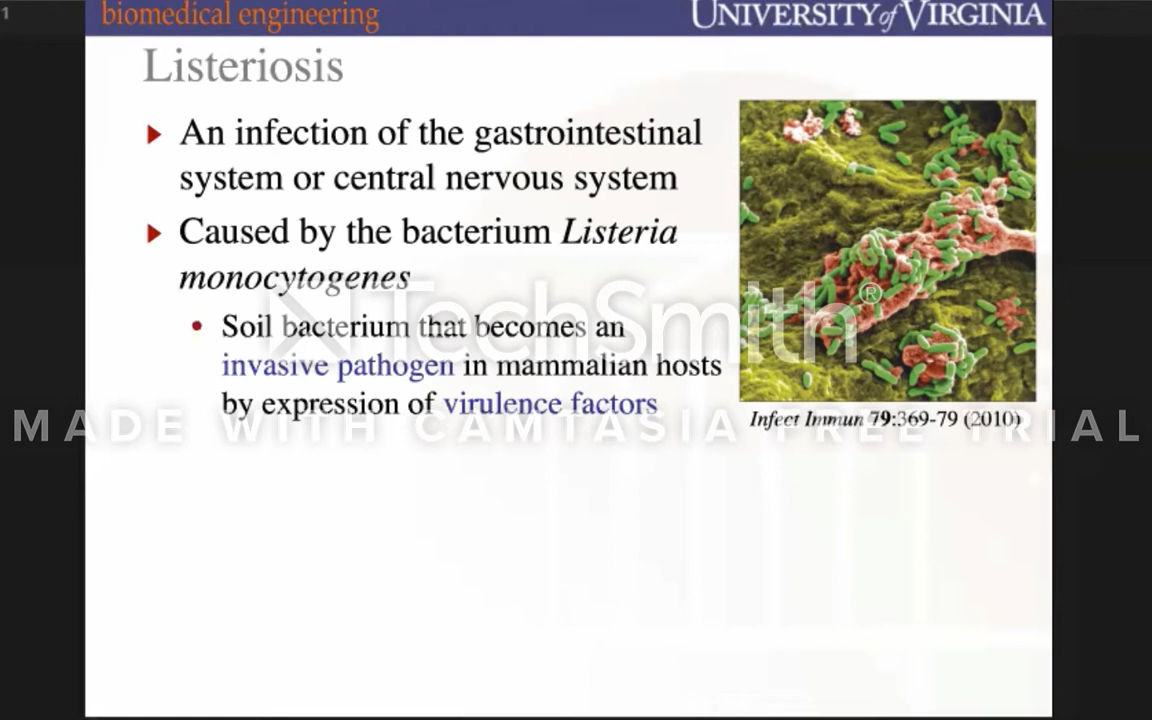 1
biomedical engineering
UNIVERSITY of VIRGINIA
Listeriosis
An infection of the gastrointestinal
system or central nervous system
Caused by the bacterium Listeria
monocytogenes
TechSmith®
Soil bacterium that becomes an
invasive pathogen in mammalian hosts
by expression of virulence factors
Infect Immun 79:369-79 (2010)
MADE WITH CAMTASIA FREE TRIAL